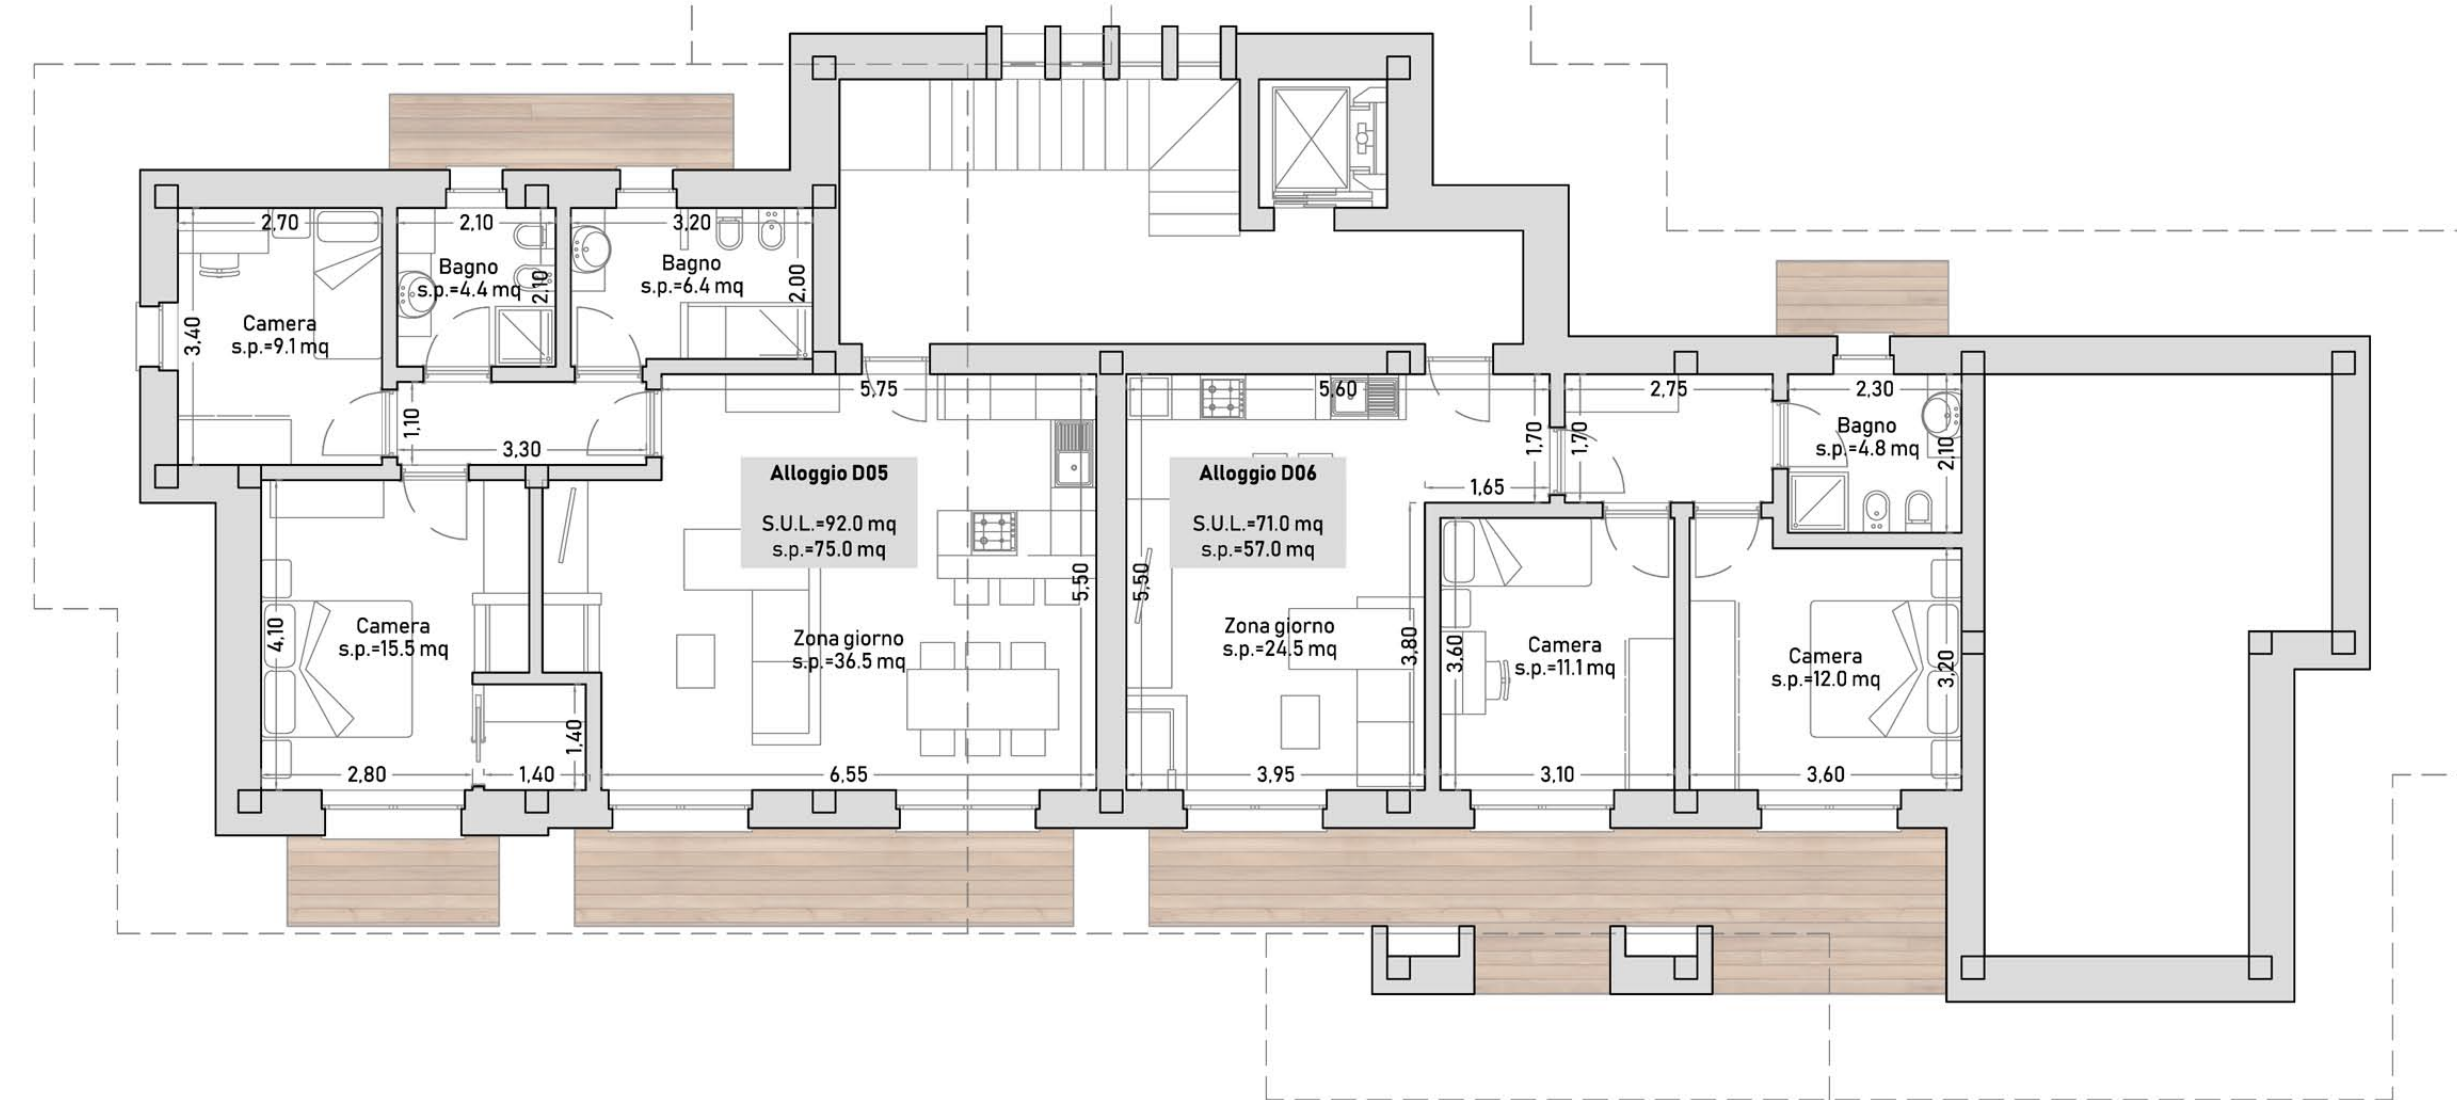 2,70
2,10
3,20
Bagno
s.p.=4.4 mq
2,10
Bagno
s.p.=6.4 mq
2,00
3,40
Camera
s.p.=9.1 mq
5,75
5,60
2,75
2,30
1,10
3,30
Bagno
s.p.=4.8 mq
2,10
1,70
1,70
1,65
Alloggio D05
S.U.L.=92.0 mq
s.p.=75.0 mq
Alloggio D06
S.U.L.=71.0 mq
s.p.=57.0 mq
5,50
5,50
4,10
Camera
s.p.=15.5 mq
Zona giorno
s.p.=36.5 mq
Zona giorno
s.p.=24.5 mq
3,80
3,60
Camera
s.p.=11.1 mq
Camera
s.p.=12.0 mq
3,20
1,40
2,80
1,40
6,55
3,95
3,10
3,60